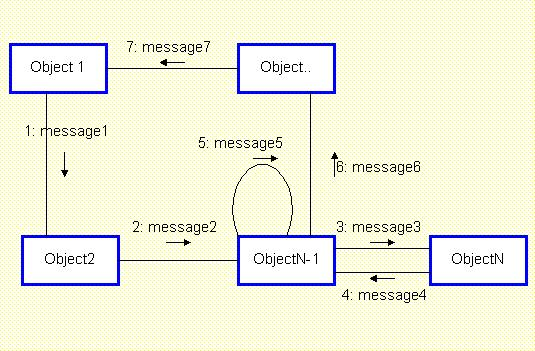 7: message7
Object 1
Object..
1: message1
5: message5
6: message6
2: message2
3: message3
Object2
ObjectN-1
ObjectN
4: message4